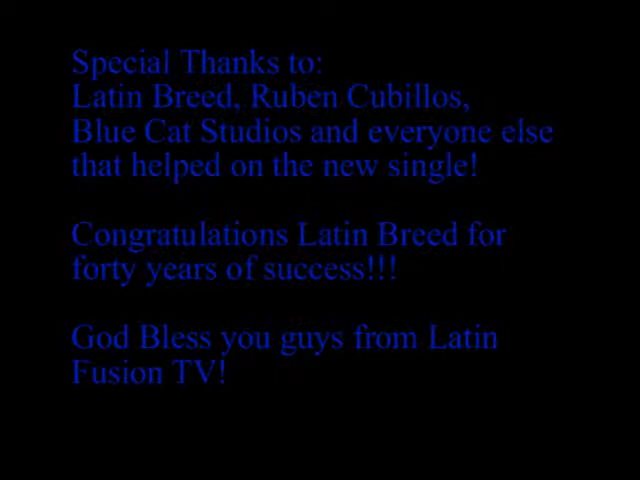 Special Thanks to:
Latin Breed, Ruben Cubillos,
Blue Cat Studios and everyone else
that helped on the new single!
Congratulations Latin Breed for
forty years of success!!!
God Bless you guys from Latin
Fusion TV!